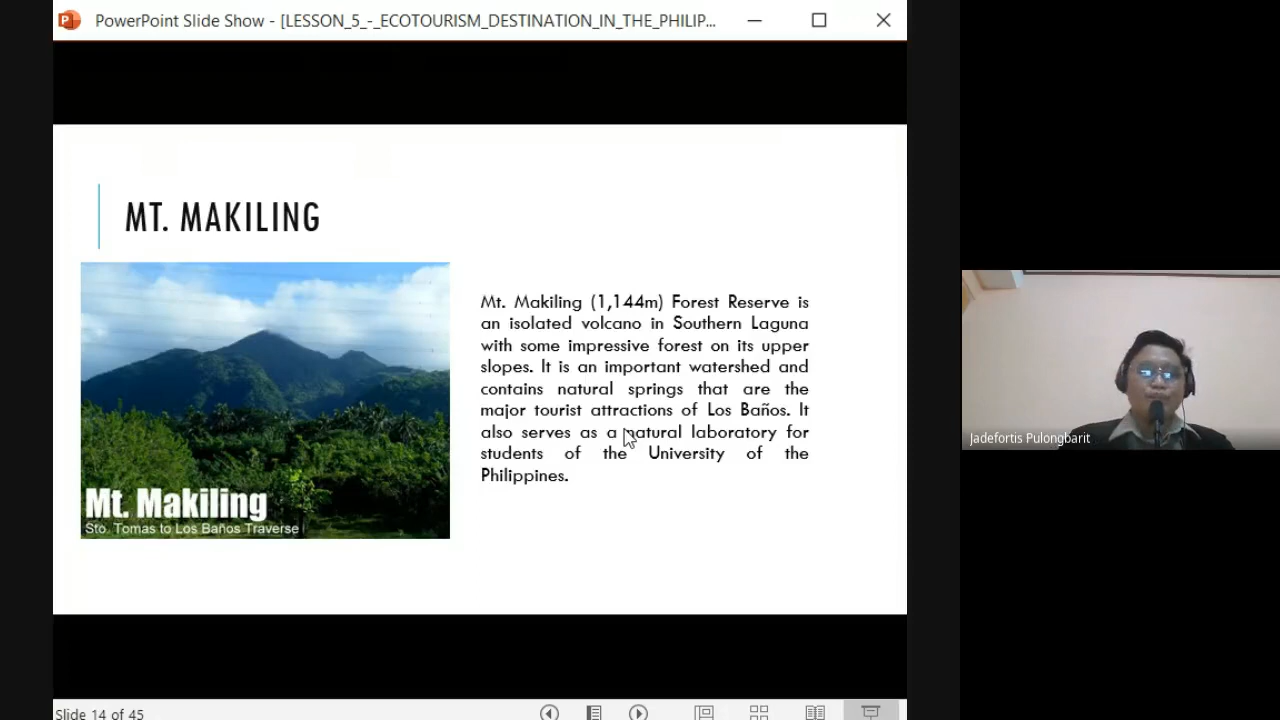 PowerPoint Slide Show - [LESSON_5_-_ECOTOURISM_DESTINATION_IN_THE_PHILIP...
MT. MAKILING
Mt. Makiling (1,144m) Forest Reserve is
an isolated volcano in Southern Laguna
with some impressive forest on its upper
slopes. It is an important watershed and
contains natural springs that are the
major tourist attractions of Los Baños. It
also serves as a natural laboratory for
students of the University of the
Philippines.
Mt. Makiling
Sto. Tomas to Los Baños Traverse
Jadefortis Pulongbarit
Slide 14 of 45